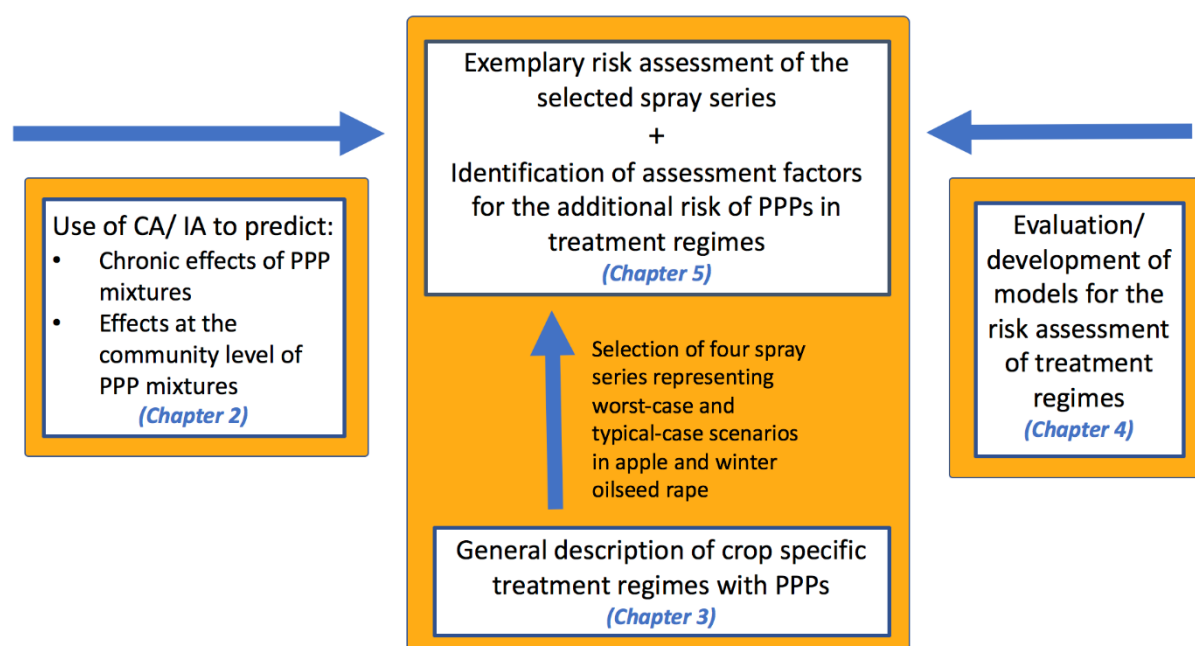 Exemplary risk assessment of the
selected spray series
+
Identification of assessment factors
for the additional risk of PPPs in
treatment regimes
(Chapter 5)
Use of CA/ IA to predict:
• Chronic effects of PPP
mixtures
• Effects at the
community level of
PPP mixtures
(Chapter 2)
Evaluation/
development of
models for the
risk assessment
of treatment
regimes
(Chapter 4)
Selection of four spray
series representing
worst-case and
typical-case scenarios
in apple and winter
oilseed rape
General description of crop specific
treatment regimes with PPPs
(Chapter 3)